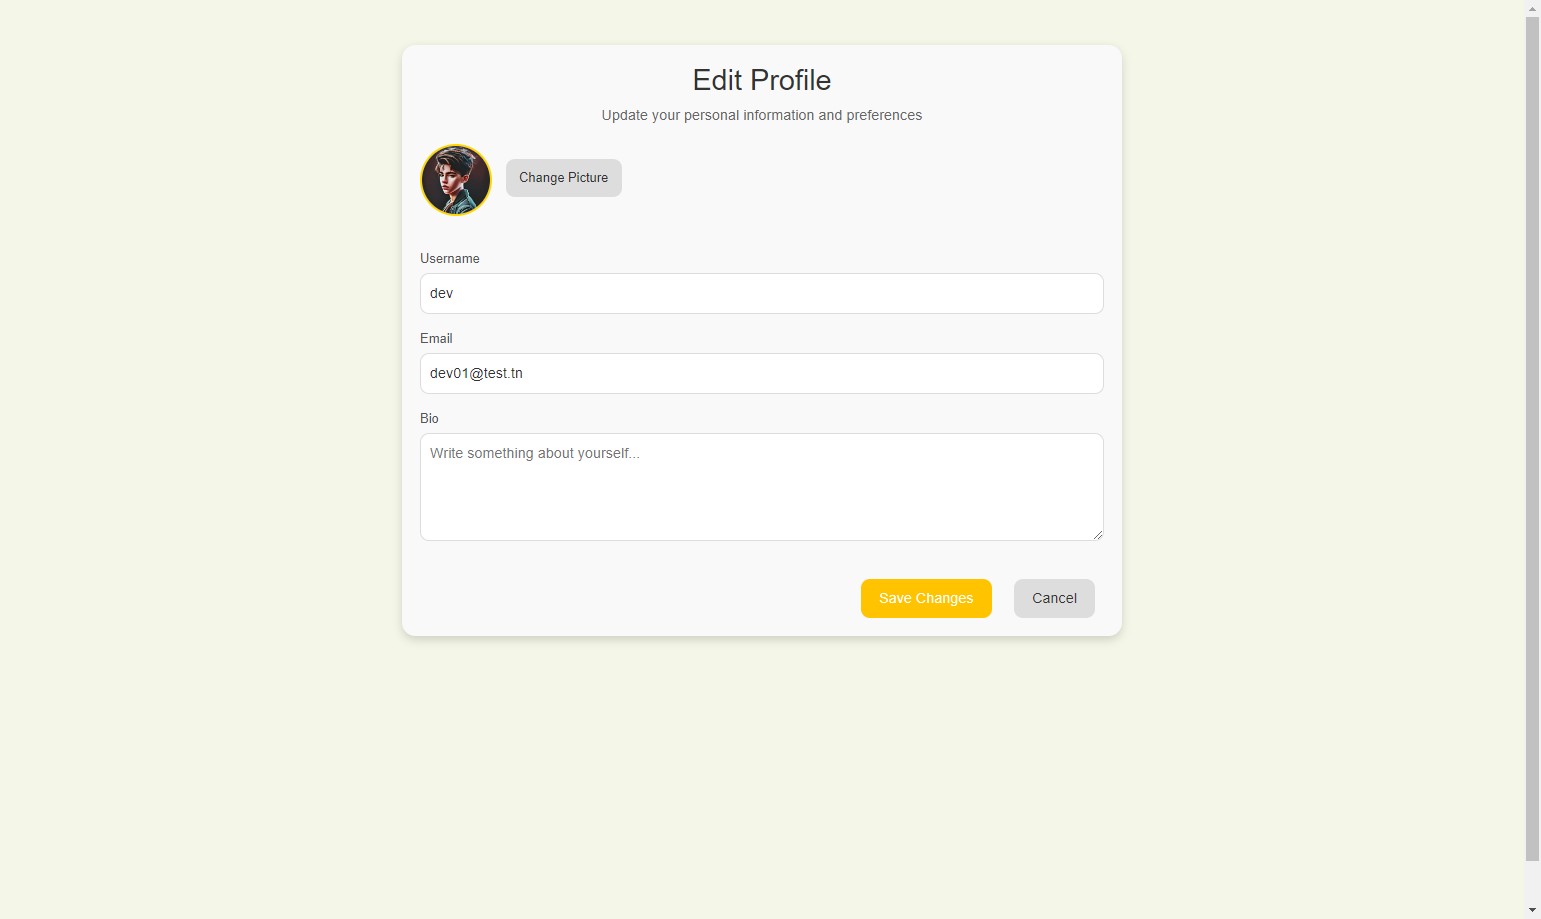 Edit Profile
Update your personal information and preferences
Change Picture
Username
dev
Email
dev01@test.tn
Bio
Write something about yourself...
Save Changes
Cancel